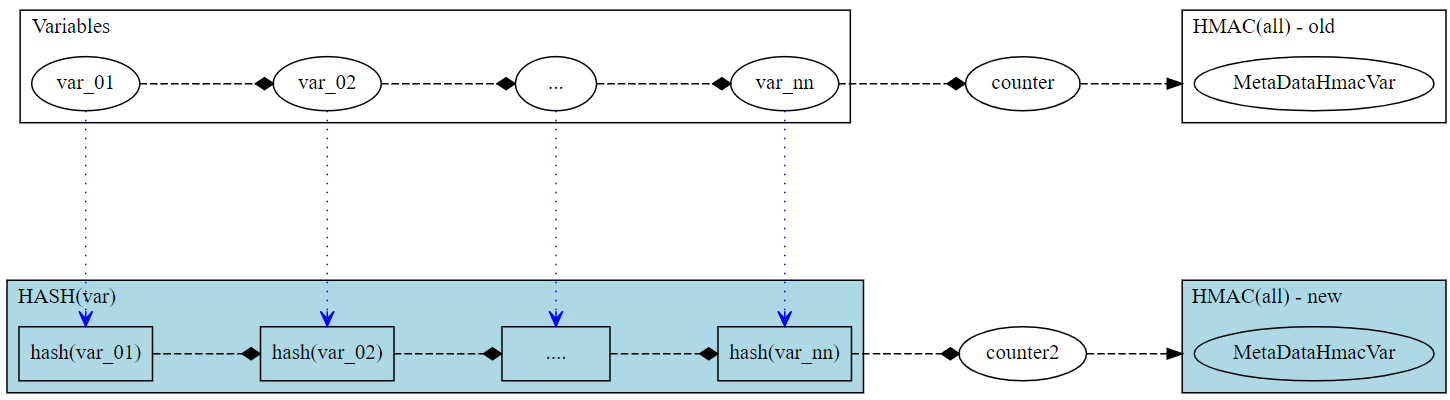 Variables
var_01
var_02
...
var_nn
counter
HMAC(all) - old
MetaDataHmacVar
HASH(var)
hash(var_01)
hash(var_02)
....
hash(var_nn)
counter2
HMAC(all) - new
MetaDataHmacVar